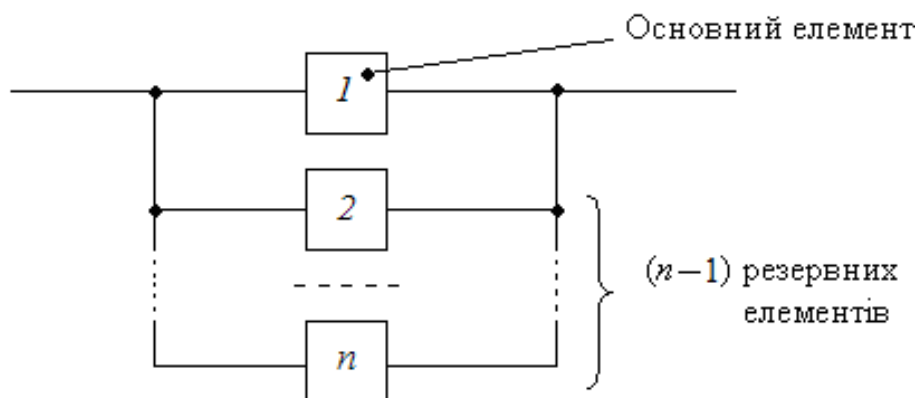 Основний елемент
1
2
(n−1) резервних
елементів
n